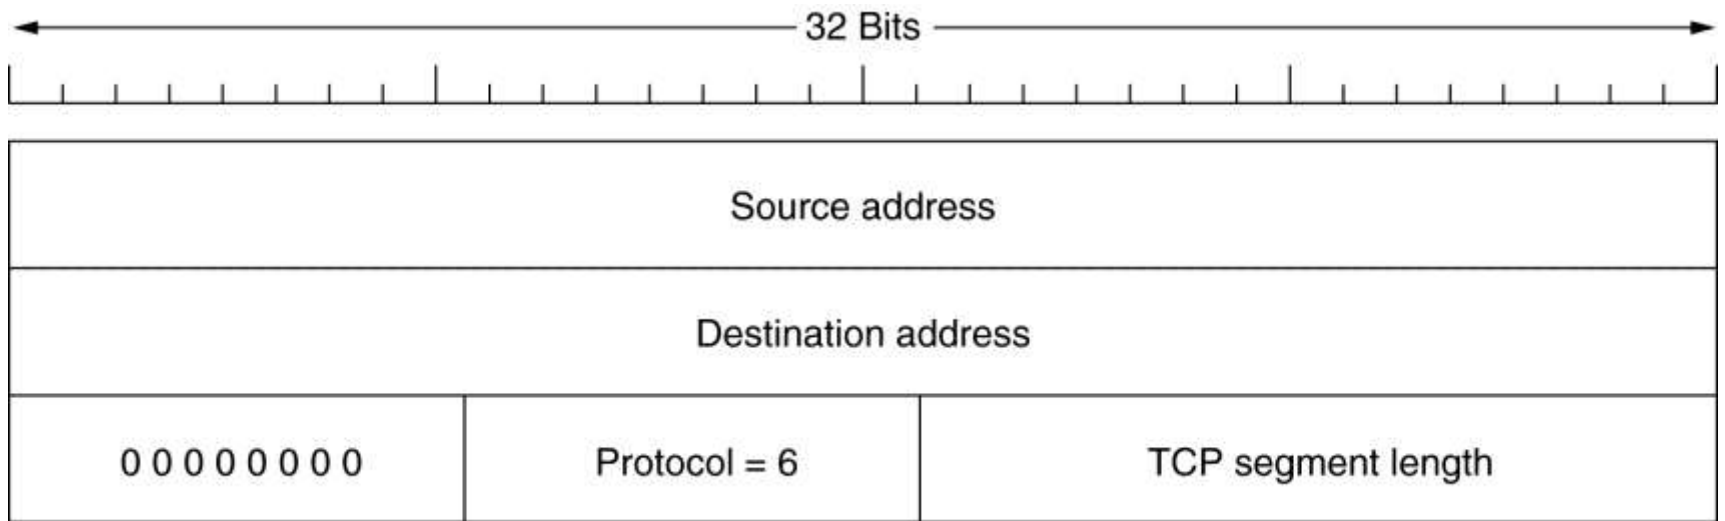 32 Bits
Source address
Destination address
0 0 0 0 0 0 0 0 Protocol = 6 TCP segment length